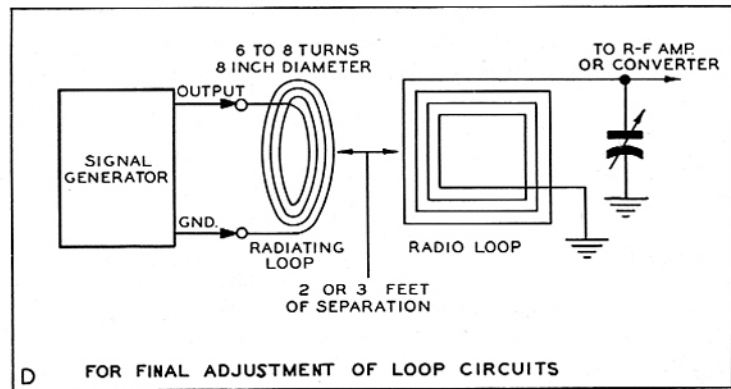 6 TO 8 TURNS
8 INCH DIAMETER
TO R-F AMP.
OR CONVERTER
OUTPUT
SIGNAL
GENERATOR
GND.
RADIATING
LOOP
RADIO LOOP
2 OR 3 FEET
OF SEPARATION
D
FOR FINAL ADJUSTMENT OF LOOP CIRCUITS